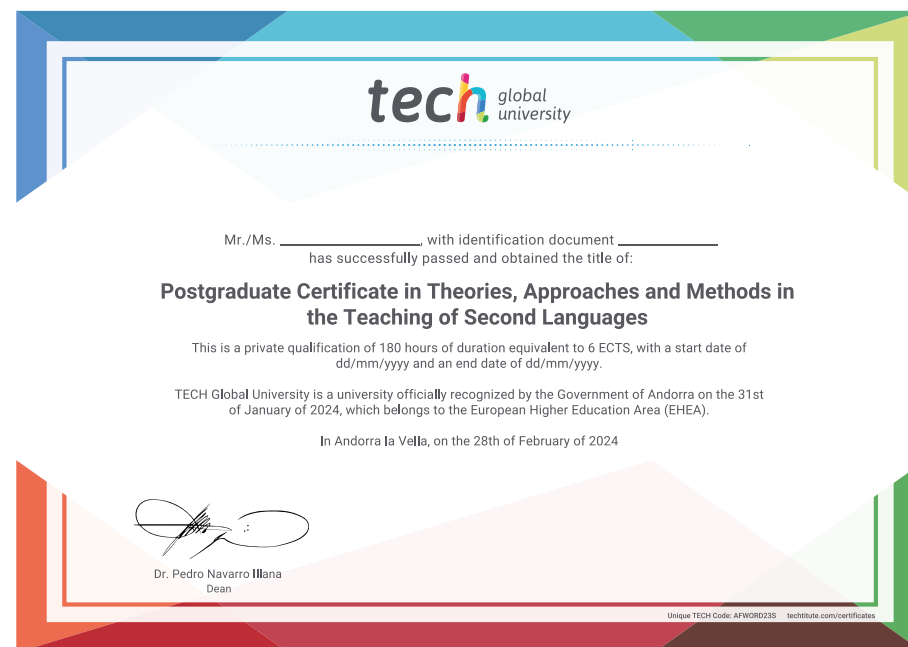 tech global
university
Mr./Ms. ____________, with identification document ____________
has successfully passed and obtained the title of:
Postgraduate Certificate in Theories, Approaches and Methods in
the Teaching of Second Languages
This is a private qualification of 180 hours of duration equivalent to 6 ECTS, with a start date of
dd/mm/yyyy and an end date of dd/mm/yyyy.
TECH Global University is a university officially recognized by the Government of Andorra on the 31st
of January of 2024, which belongs to the European Higher Education Area (EHEA).
In Andorra la Vella, on the 28th of February of 2024
Dr. Pedro Navarro Illana
Dean
Unique TECH Code: AFWORD23S techtitute.com/certificates